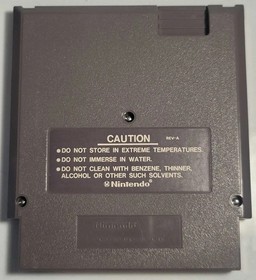 CAUTION REV-A
●DO NOT STORE IN EXTREME TEMPERATURES.
●DO NOT IMMERSE IN WATER.
●DO NOT CLEAN WITH BENZENE, THINNER,
ALCOHOL OR OTHER SUCH SOLVENTS.
Nintendo®